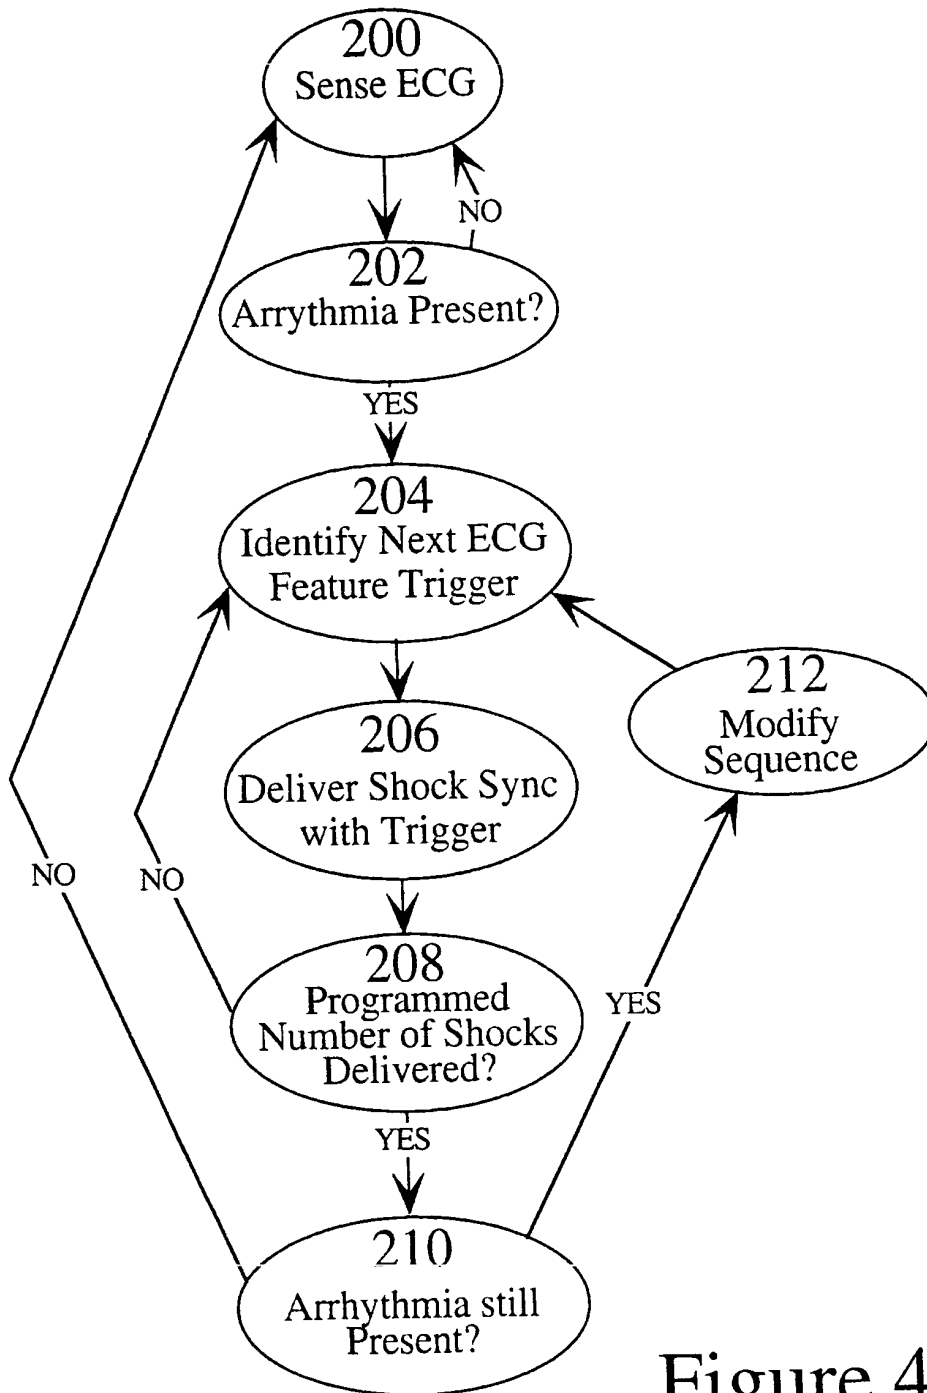 200
Sense ECG
NO
202
Arrythmia Present?
YES
204
Identify Next ECG
Feature Trigger
212
Modify
Sequence
206
Deliver Shock Sync
with Trigger
NO
NO
208
Programmed
Number of Shocks
Delivered?
YES
YES
210
Arrhythmia still
Present?
Figure 4